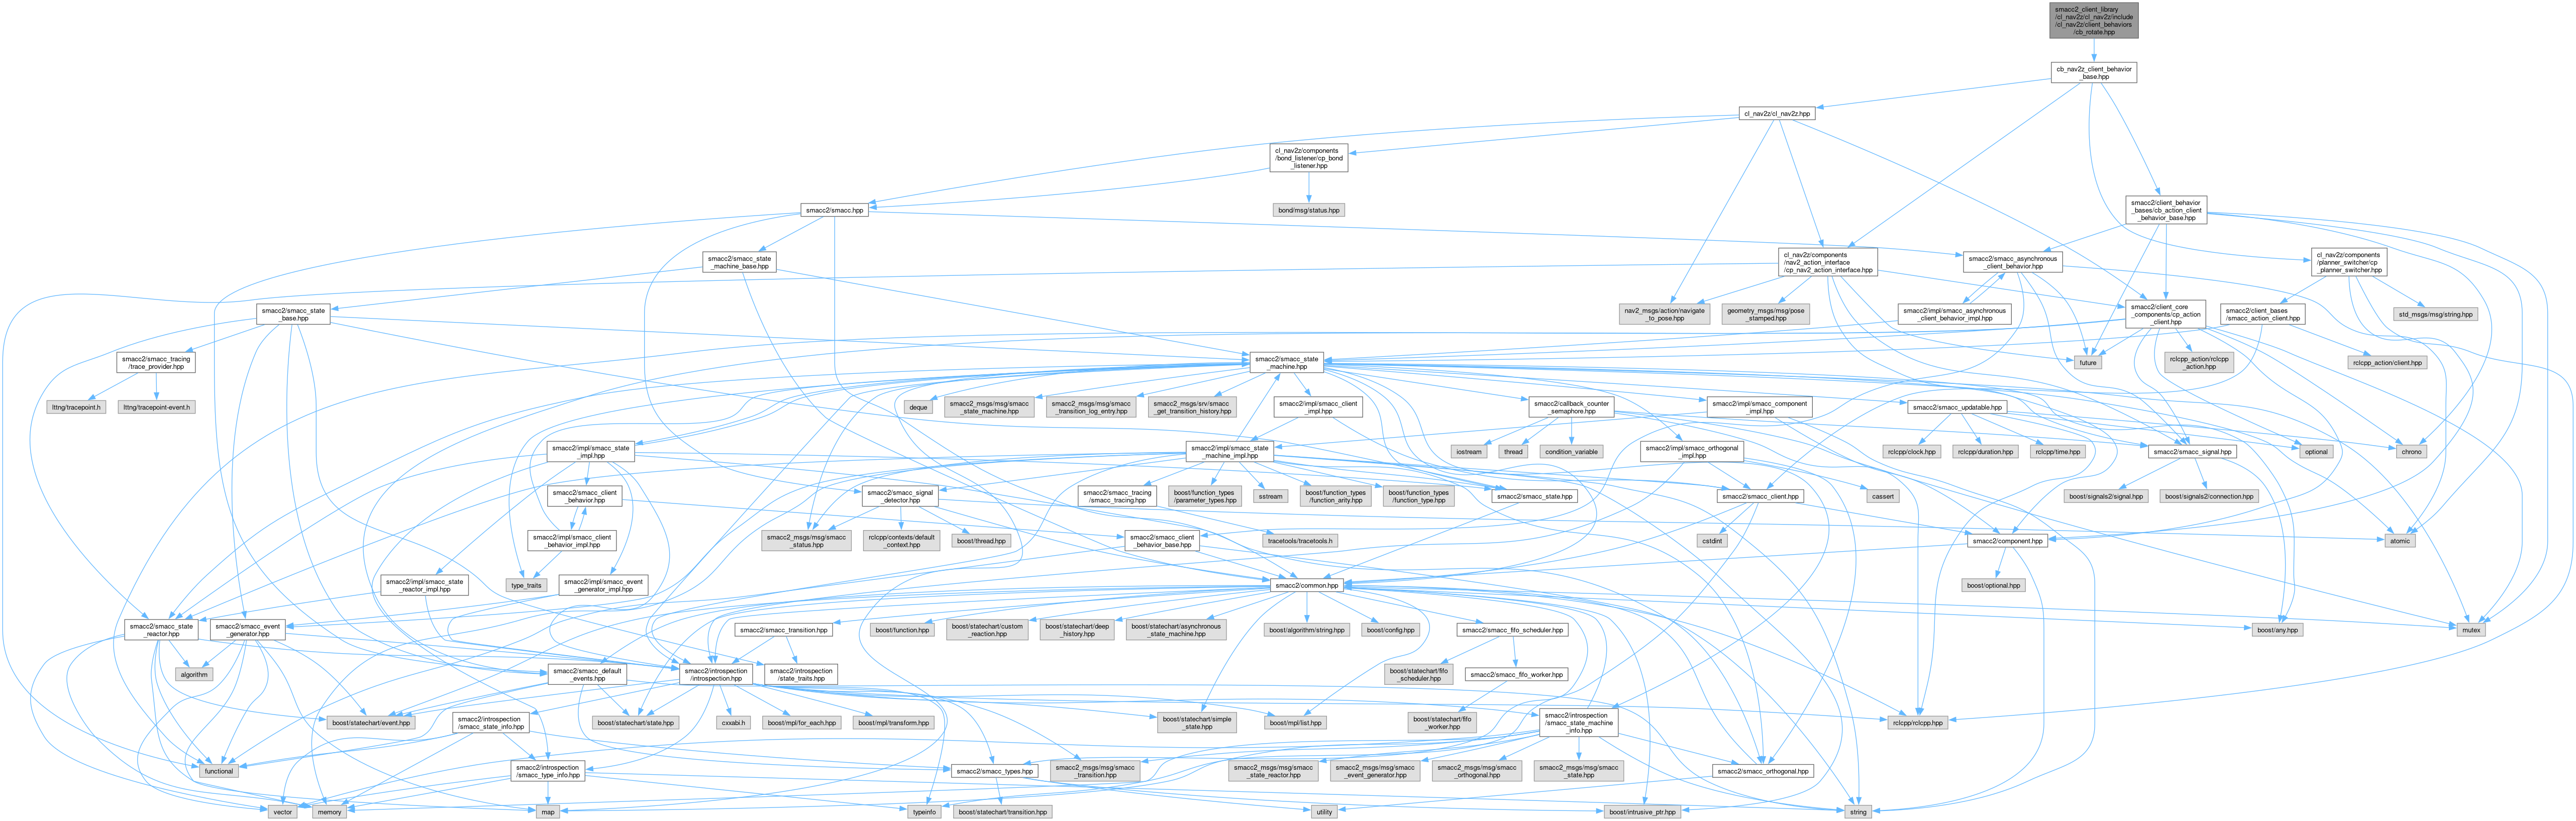 smacc2_client_library
/cl_nav2z/cl_nav2z/include
/cl_nav2z/client_behaviors
/cb_rotate.hpp
cb_nav2z_client_behavior
_base.hpp
cl_nav2z/cl_nav2z.hpp
cl_nav2z/components
/bond_listener/cp_bond
_listener.hpp
smacc2/smacc.hpp
bond/msg/status.hpp
smacc2/client_behavior
_bases/cb_action_client
_behavior_base.hpp
smacc2/smacc_state
_machine_base.hpp
cl_nav2z/components
/nav2_action_interface
/cp_nav2_action_interface.hpp
smacc2/smacc_asynchronous
_client_behavior.hpp
cl_nav2z/components
/planner_switcher/cp
_planner_switcher.hpp
smacc2/smacc_state
_base.hpp
nav2_msgs/action/navigate
_to_pose.hpp
geometry_msgs/msg/pose
_stamped.hpp
smacc2/impl/smacc_asynchronous
_client_behavior_impl.hpp
smacc2/client_core
_components/cp_action
_client.hpp
smacc2/client_bases
/smacc_action_client.hpp
std_msgs/msg/string.hpp
smacc2/smacc_tracing
/trace_provider.hpp
smacc2/smacc_state
_machine.hpp
future
rclcpp_action/rclcpp
_action.hpp
rclcpp_action/client.hpp
lttng/tracepoint.h
lttng/tracepoint-event.h
deque
smacc2_msgs/msg/smacc
_state_machine.hpp
smacc2_msgs/msg/smacc
_transition_log_entry.hpp
smacc2_msgs/srv/smacc
_get_transition_history.hpp
smacc2/impl/smacc_client
_impl.hpp
smacc2/callback_counter
_semaphore.hpp
smacc2/impl/smacc_component
_impl.hpp
smacc2/smacc_updatable.hpp
smacc2/impl/smacc_state
_impl.hpp
smacc2/impl/smacc_state
_machine_impl.hpp
iostream
thread
condition_variable
smacc2/impl/smacc_orthogonal
_impl.hpp
rclcpp/clock.hpp
rclcpp/duration.hpp
rclcpp/time.hpp
smacc2/smacc_signal.hpp
optional
chrono
smacc2/smacc_client
_behavior.hpp
smacc2/smacc_signal
_detector.hpp
smacc2/smacc_tracing
/smacc_tracing.hpp
boost/function_types
/parameter_types.hpp
sstream
boost/function_types
/function_arity.hpp
boost/function_types
/function_type.hpp
smacc2/smacc_state.hpp
smacc2/smacc_client.hpp
cassert
boost/signals2/signal.hpp
boost/signals2/connection.hpp
smacc2/impl/smacc_client
_behavior_impl.hpp
smacc2_msgs/msg/smacc
_status.hpp
rclcpp/contexts/default
_context.hpp
boost/thread.hpp
smacc2/smacc_client
_behavior_base.hpp
tracetools/tracetools.h
cstdint
smacc2/component.hpp
atomic
smacc2/impl/smacc_state
_reactor_impl.hpp
type_traits
smacc2/impl/smacc_event
_generator_impl.hpp
smacc2/common.hpp
boost/optional.hpp
smacc2/smacc_state
_reactor.hpp
smacc2/smacc_event
_generator.hpp
smacc2/smacc_transition.hpp
boost/function.hpp
boost/statechart/custom
_reaction.hpp
boost/statechart/deep
_history.hpp
boost/statechart/asynchronous
_state_machine.hpp
boost/algorithm/string.hpp
boost/config.hpp
smacc2/smacc_fifo_scheduler.hpp
boost/any.hpp
mutex
algorithm
smacc2/smacc_default
_events.hpp
smacc2/introspection
/introspection.hpp
smacc2/introspection
/state_traits.hpp
boost/statechart/fifo
_scheduler.hpp
smacc2/smacc_fifo_worker.hpp
boost/statechart/event.hpp
smacc2/introspection
/smacc_state_info.hpp
boost/statechart/state.hpp
cxxabi.h
boost/mpl/for_each.hpp
boost/mpl/transform.hpp
boost/statechart/simple
_state.hpp
boost/mpl/list.hpp
boost/statechart/fifo
_worker.hpp
smacc2/introspection
/smacc_state_machine
_info.hpp
rclcpp/rclcpp.hpp
functional
smacc2/introspection
/smacc_type_info.hpp
smacc2/smacc_types.hpp
smacc2_msgs/msg/smacc
_transition.hpp
smacc2_msgs/msg/smacc
_state_reactor.hpp
smacc2_msgs/msg/smacc
_event_generator.hpp
smacc2_msgs/msg/smacc
_orthogonal.hpp
smacc2_msgs/msg/smacc
_state.hpp
smacc2/smacc_orthogonal.hpp
vector
memory
map
typeinfo
boost/statechart/transition.hpp
utility
boost/intrusive_ptr.hpp
string